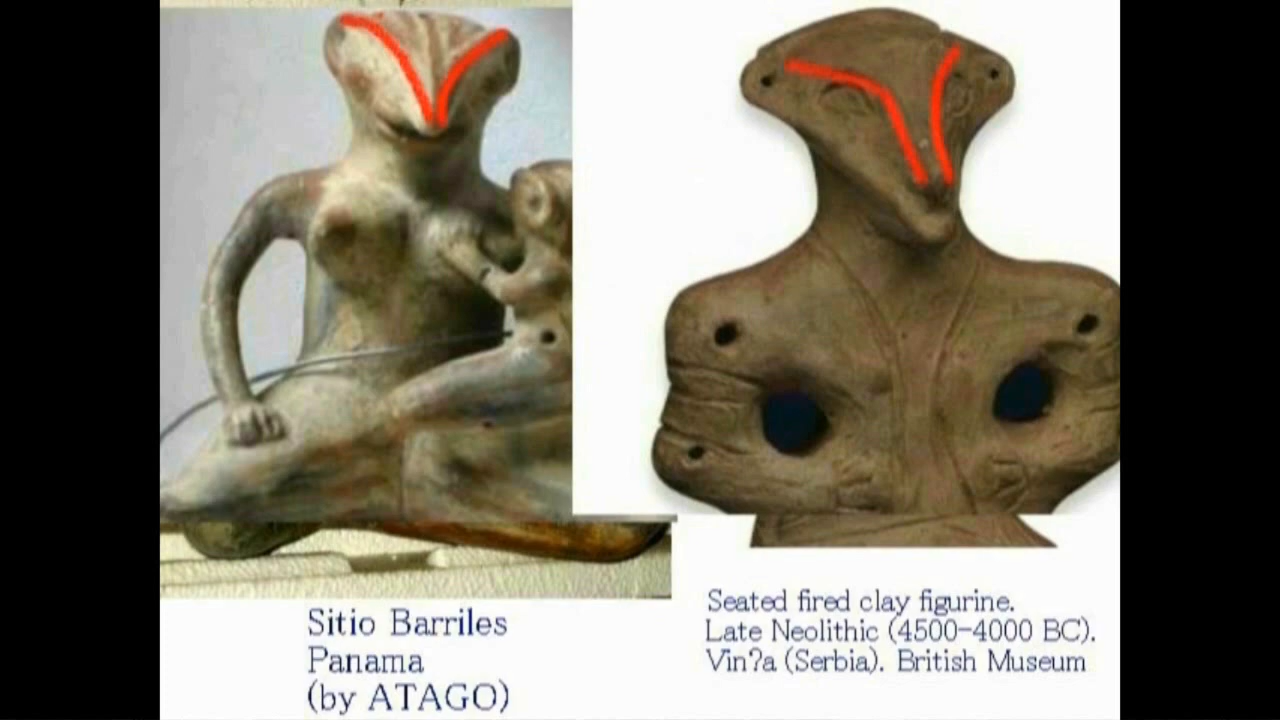 Sitio Barriles
Panama
(by ATAGO)
Seated fired clay figurine.
Late Neolithic (4500-4000 BC).
Vin?a (Serbia). British Museum